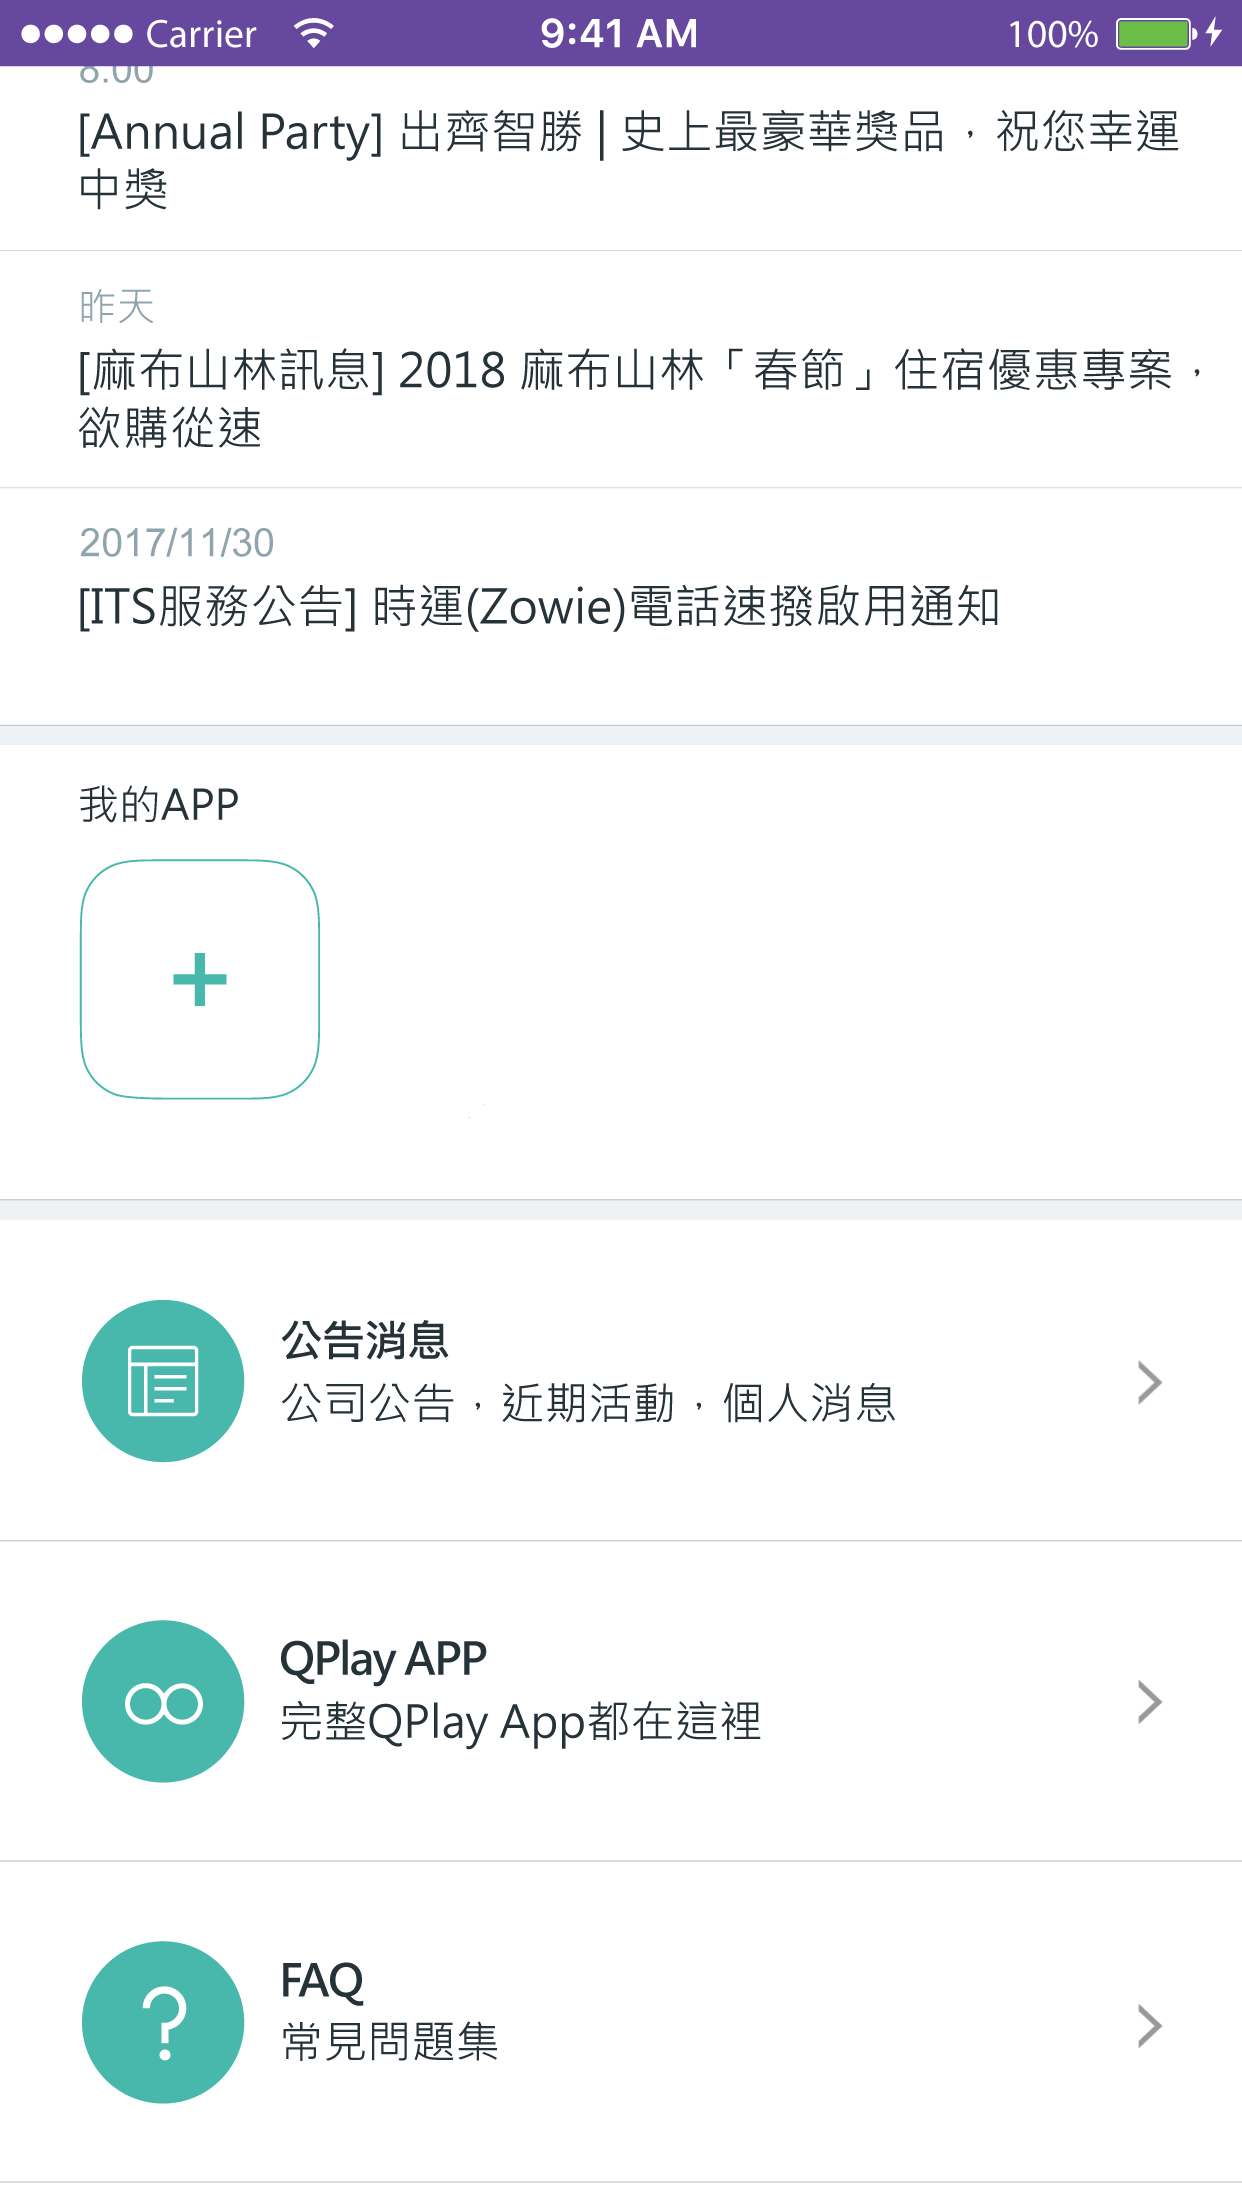 Carrier 9:41 AM 100%
8:00
[Annual Party] 出齊智勝 | 史上最豪華獎品，祝您幸運
中獎
昨天
[麻布山林訊息] 2018 麻布山林「春節」住宿優惠專案，
欲購從速
2017/11/30
[ITS服務公告] 時運(Zowie)電話速撥啟用通知
我的APP
公告消息
公司公告，近期活動，個人消息
QPlay APP
完整QPlay App都在這裡
FAQ
常見問題集